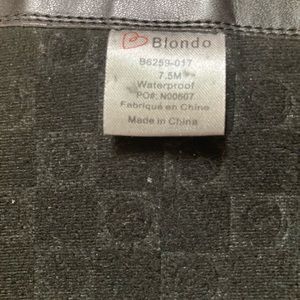 Blondo
B6259-017
7.5M
Waterproof
PO#: N00607
Fabriqué en Chine
Made in China